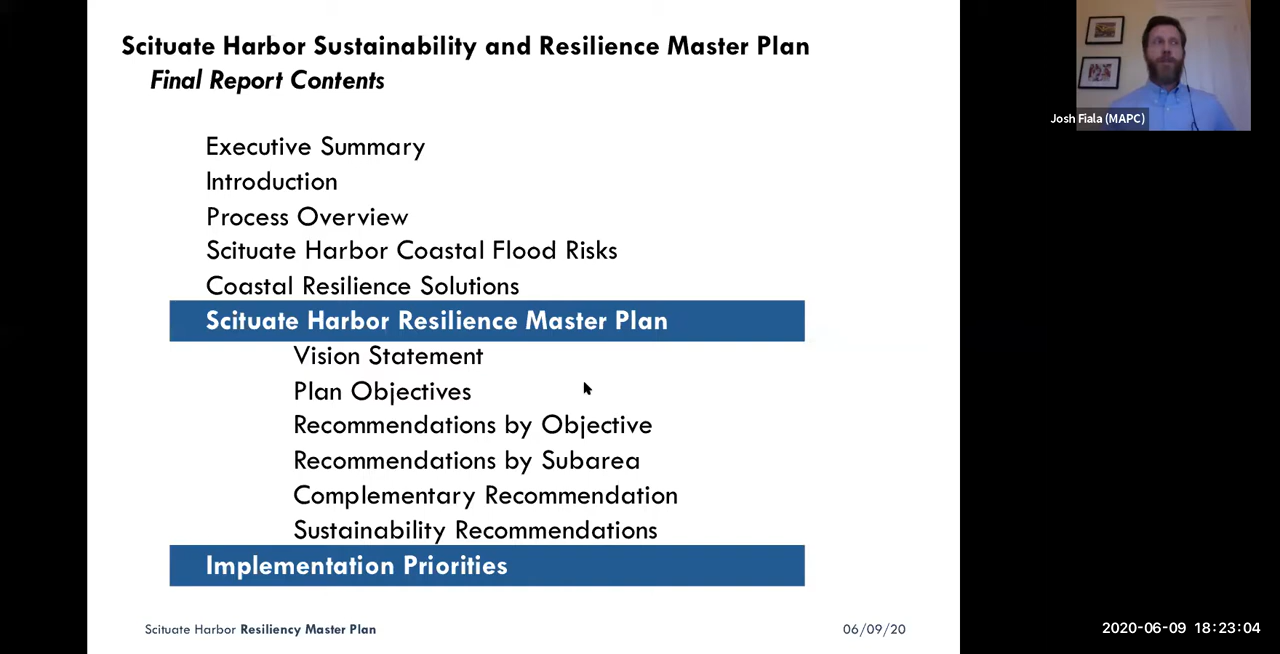 Scituate Harbor Sustainability and Resilience Master Plan
Final Report Contents
Executive Summary
Introduction
Process Overview
Scituate Harbor Coastal Flood Risks
Coastal Resilience Solutions
Scituate Harbor Resilience Master Plan
Vision Statement
Plan Objectives
Recommendations by Objective
Recommendations by Subarea
Complementary Recommendation
Sustainability Recommendations
Implementation Priorities
Scituate Harbor Resiliency Master Plan
06/09/20
Josh Fiala (MAPC)
2020-06-09 18:23:04